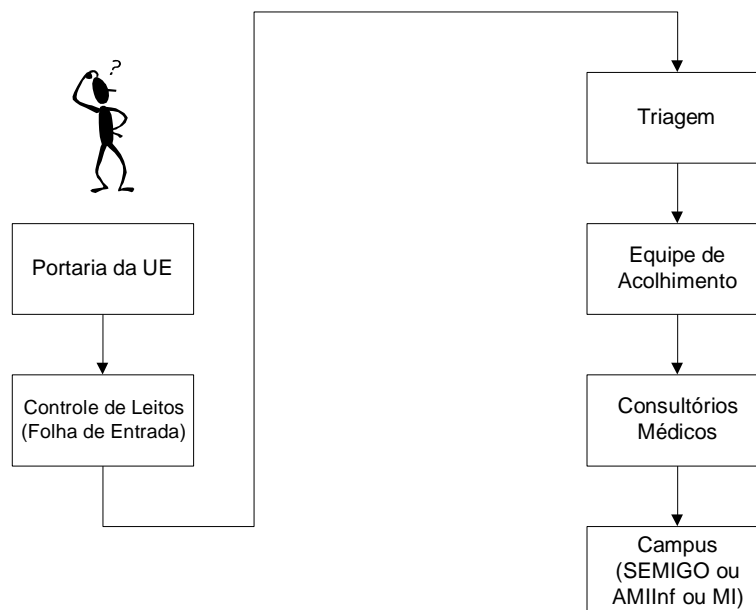 ?
Portaria da UE
Controle de Leitos
(Folha de Entrada)
Triagem
Equipe de
Acolhimento
Consultórios
Médicos
Campus
(SEMIGO ou
AMIInf ou MI)